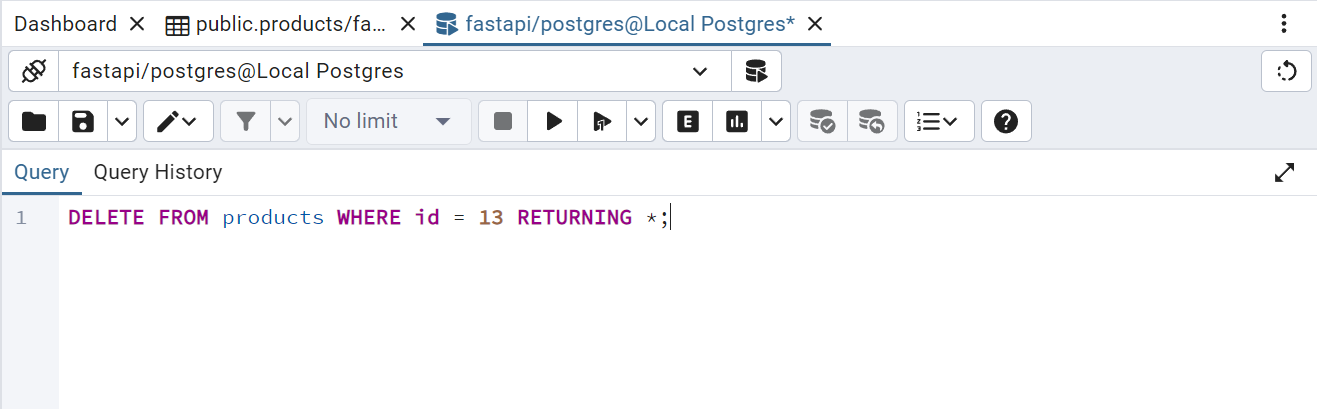 Dashboard public.products/fa... fastapi/postgres@Local Postgres*
fastapi/postgres@Local Postgres
No limit E
Query Query History
1 DELETE FROM products WHERE id = 13 RETURNING *;